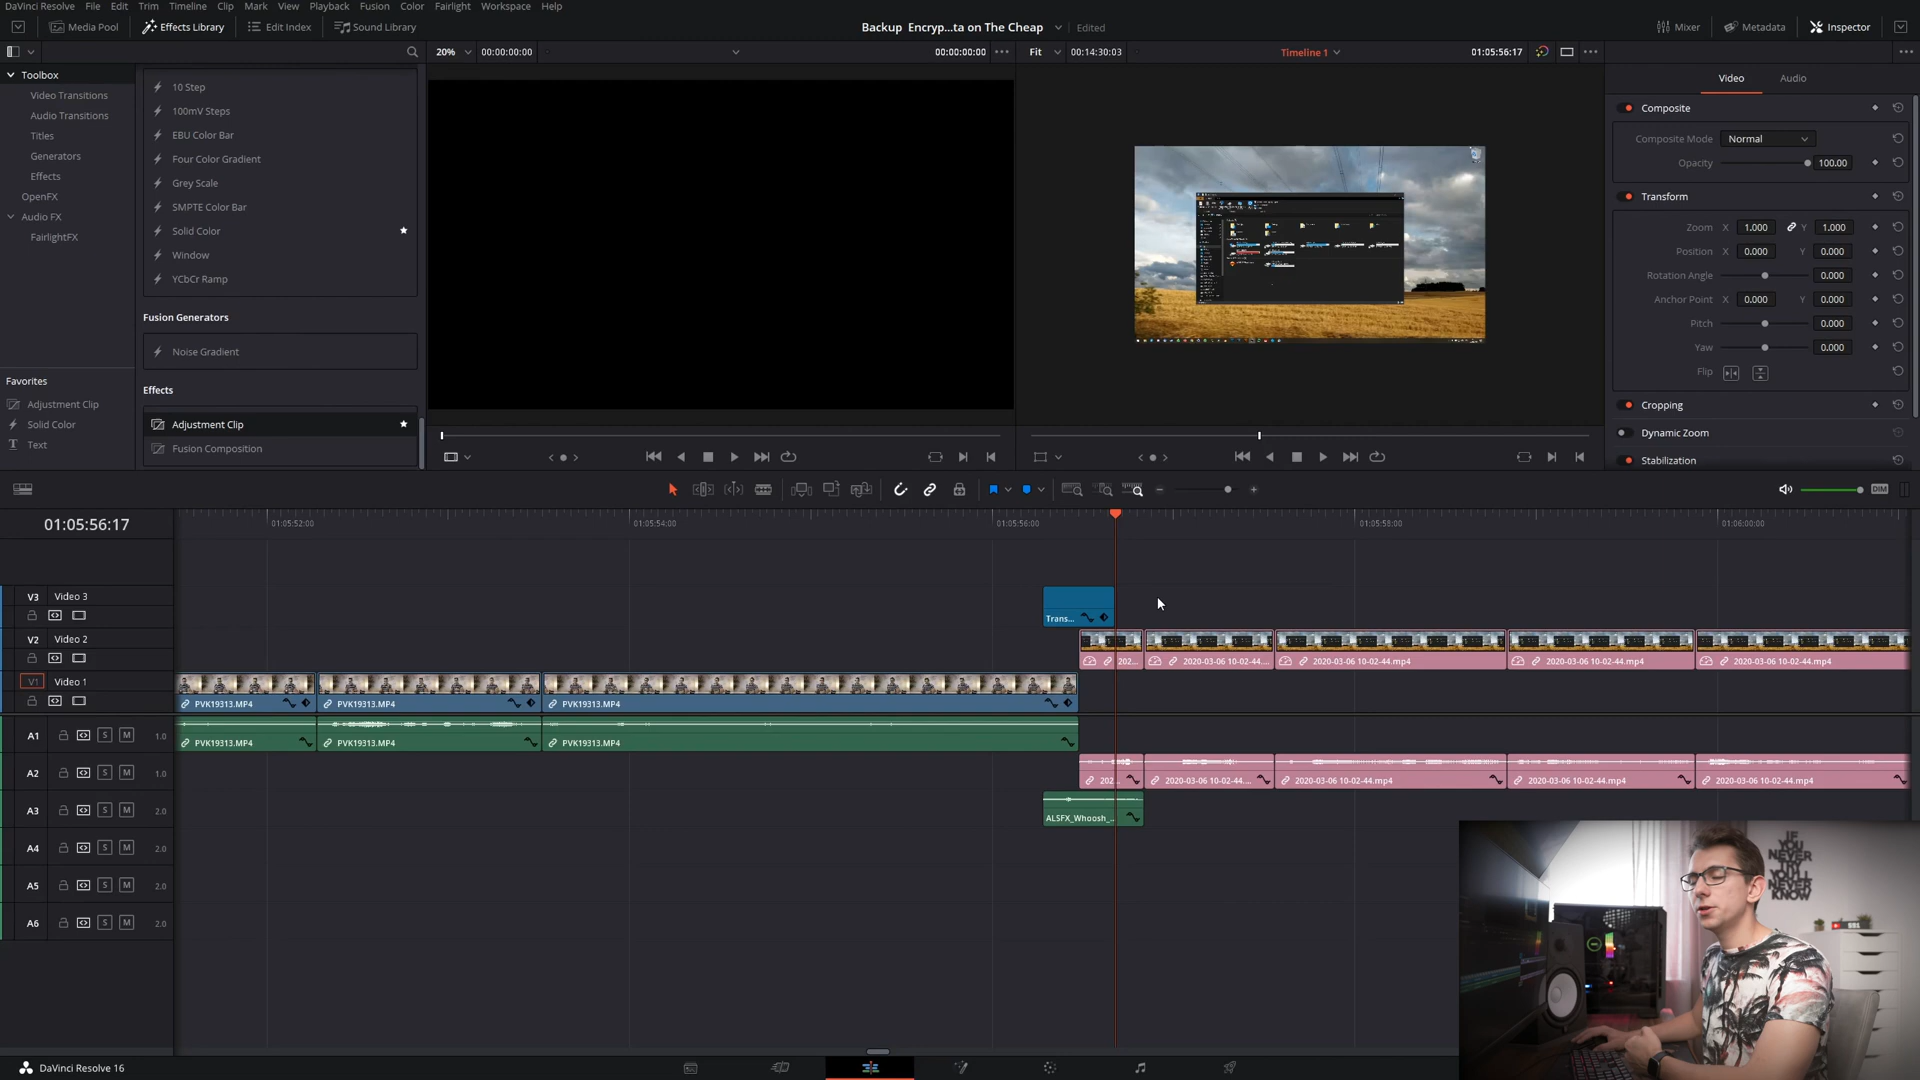 DaVinci Resolve File Edit Trim Timeline Clip Mark View Playback Fusion Color Fairlight Workspace Help
Media Pool Effects Library Edit Index Sound Library Backup Encryp...ta on The Cheap Edited Mixer Metadata Inspector
20% 00:00:00:00 00:00:00:00 Fit 00:14:30:03 Timeline 1 01:05:56:17
Toolbox
Video Transitions
Audio Transitions
Titles
Generators
Effects
OpenFX
Audio FX
FairlightFX
Favorites
Adjustment Clip
Solid Color
Text
10 Step
100mV Steps
EBU Color Bar
Four Color Gradient
Grey Scale
SMPTE Color Bar
Solid Color
Window
YCbCr Ramp
Fusion Generators
Noise Gradient
Effects
Adjustment Clip
Fusion Composition
Video Audio
Composite
Composite Mode Normal
Opacity 100.00
Transform
Zoom X 1.000 Y 1.000
Position X 0.000 Y 0.000
Rotation Angle 0.000
Anchor Point X 0.000 Y 0.000
Pitch 0.000
Yaw 0.000
Flip
Cropping
Dynamic Zoom
Stabilization
DIM
01:05:56:17 01:05:52:00 01:05:54:00 01:05:56:00 01:05:58:00 01:06:00:00
V3 Video 3
Trans...
V2 Video 2
202... 2020-03-06 10-02-44.... 2020-03-06 10-02-44.mp4 2020-03-06 10-02-44.mp4 2020-03-06 10-02-44.mp4
V1 Video 1
PVK19313.MP4 PVK19313.MP4 PVK19313.MP4
A1 S M 1.0
PVK19313.MP4 PVK19313.MP4 PVK19313.MP4
A2 S M 1.0
202... 2020-03-06 10-02-44.... 2020-03-06 10-02-44.mp4 2020-03-06 10-02-44.mp4 2020-03-06 10-02-44.mp4
A3 S M 2.0
ALSFX_Whoosh_...
A4 S M 2.0
A5 S M 2.0
A6 S M 2.0
IF
YOU
NEVER
TRY
YOU'LL
NEVER
KNOW
DaVinci Resolve 16